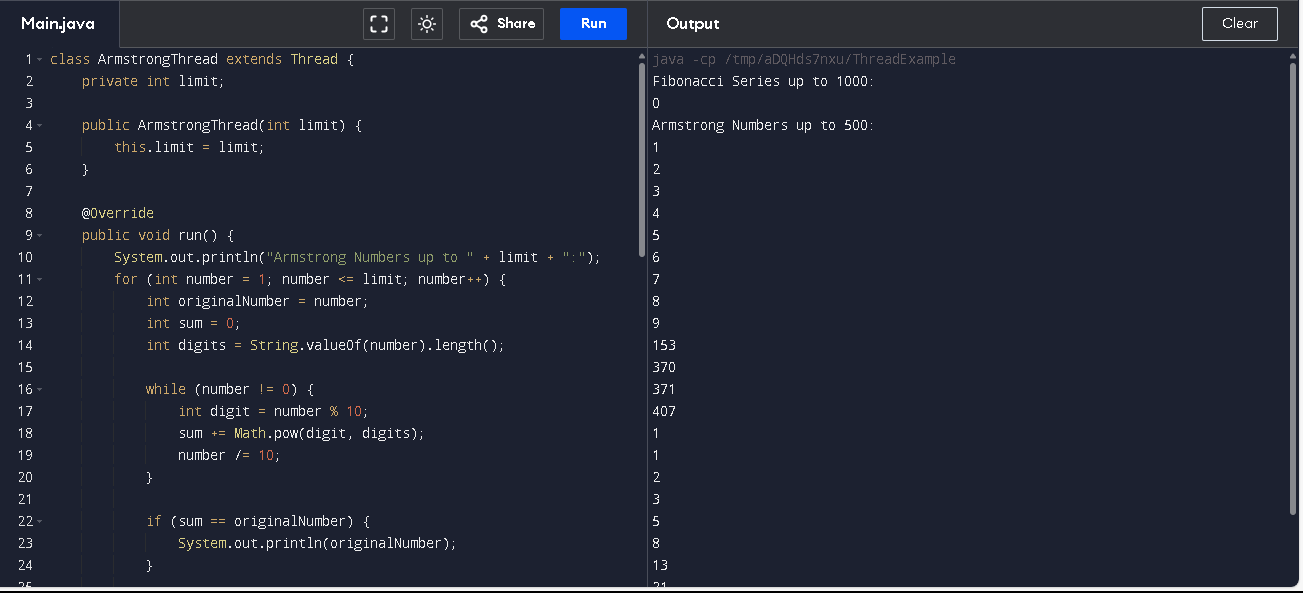 Main.java
Share
Run
Output
Clear
1 class ArmstrongThread extends Thread {
2     private int limit;
3
4     public ArmstrongThread(int limit) {
5         this.limit = limit;
6     }
7
8     @Override
9     public void run() {
10         System.out.println("Armstrong Numbers up to " + limit + ":");
11         for (int number = 1; number <= limit; number++) {
12             int originalNumber = number;
13             int sum = 0;
14             int digits = String.valueOf(number).length();
15
16             while (number != 0) {
17                 int digit = number % 10;
18                 sum += Math.pow(digit, digits);
19                 number /= 10;
20             }
21
22             if (sum == originalNumber) {
23                 System.out.println(originalNumber);
24             }
25
java -cp /tmp/aDQHds7nxu/ThreadExample
Fibonacci Series up to 1000:
0
Armstrong Numbers up to 500:
1
2
3
4
5
6
7
8
9
153
370
371
407
1
1
2
3
5
8
13
21